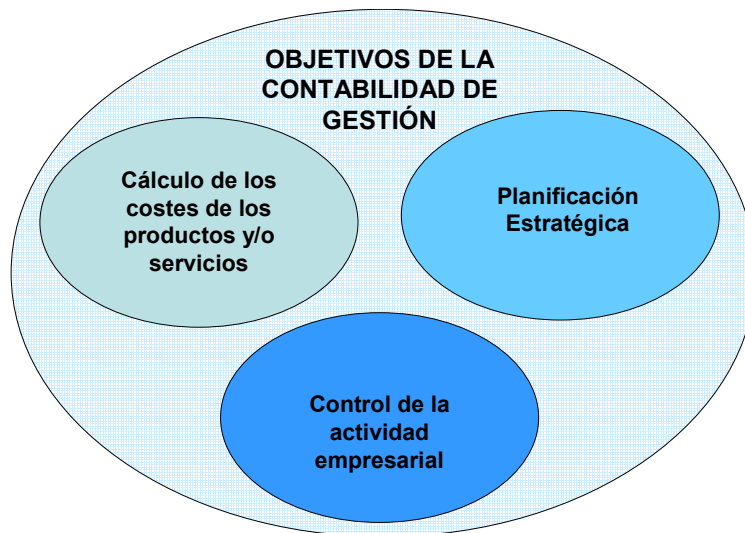 OBJETIVOS DE LA
CONTABILIDAD DE
GESTIÓN
Cálculo de los
costes de los
productos y/o
servicios
Planificación
Estratégica
Control de la
actividad
empresarial